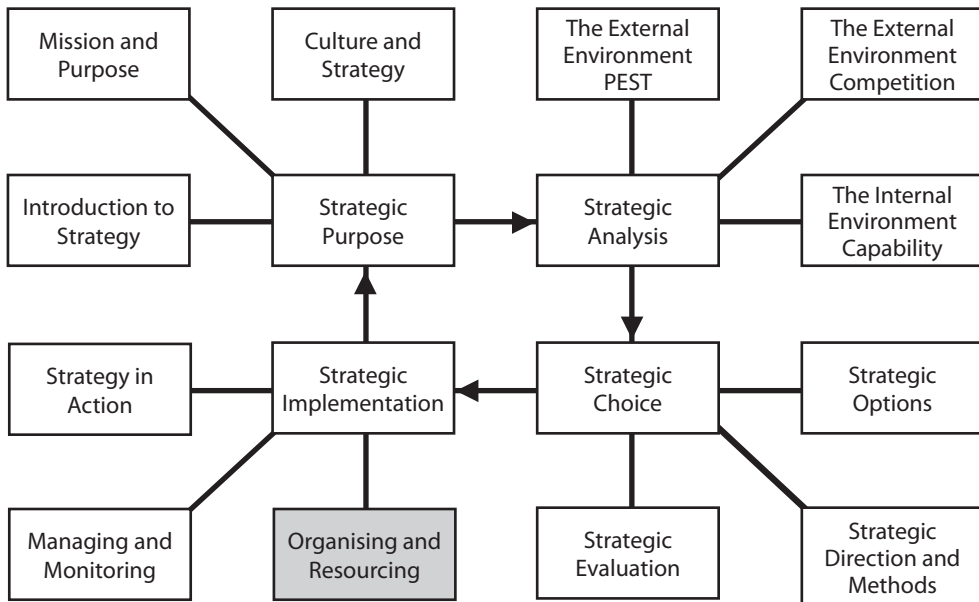 Mission and
Purpose
Culture and
Strategy
The External
Environment
PEST
The External
Environment
Competition
Introduction to
Strategy
Strategic
Purpose
Strategic
Analysis
The Internal
Environment
Capability
Strategy in
Action
Strategic
Implementation
Strategic
Choice
Strategic
Options
Managing and
Monitoring
Organising and
Resourcing
Strategic
Evaluation
Strategic
Direction and
Methods